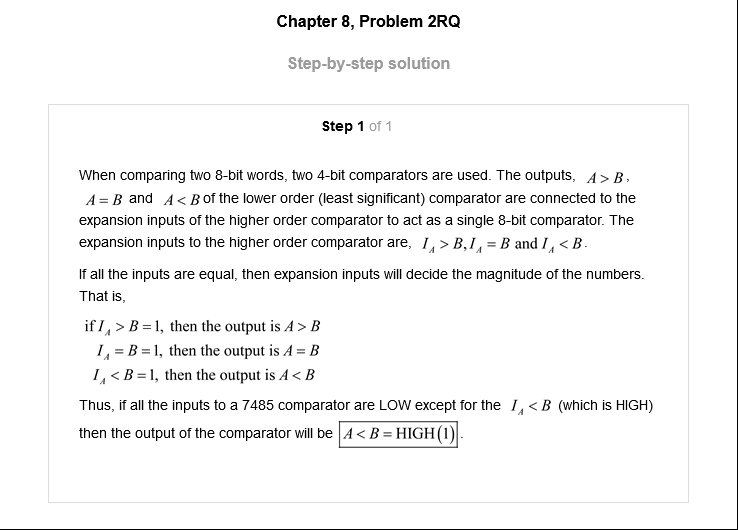 Chapter 8, Problem 2RQ
Step-by-step solution
Step 1 of 1
When comparing two 8-bit words, two 4-bit comparators are used. The outputs, A > B,
A = B and A < B of the lower order (least significant) comparator are connected to the
expansion inputs of the higher order comparator to act as a single 8-bit comparator. The
expansion inputs to the higher order comparator are, I_A > B, I_A = B and I_A < B.
If all the inputs are equal, then expansion inputs will decide the magnitude of the numbers.
That is,
if I_A > B = 1, then the output is A > B
I_A = B = 1, then the output is A = B
I_A < B = 1, then the output is A < B
Thus, if all the inputs to a 7485 comparator are LOW except for the I_A < B (which is HIGH)
then the output of the comparator will be A < B = HIGH(1).